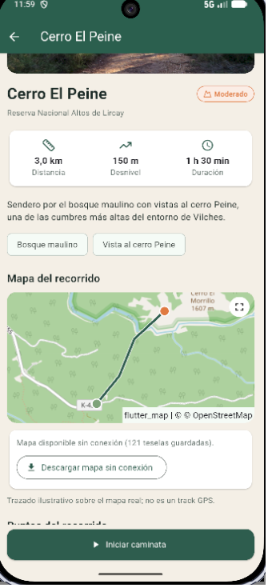 11:59
5G
Cerro El Peine
Cerro El Peine
Moderado
Reserva Nacional Altos de Lircay
3,0 km
150 m
1 h 30 min
Distancia
Desnivel
Duración
Sendero por el bosque maulino con vistas al cerro Peine,
una de las cumbres más altas del entorno de Vilches.
Bosque maulino
Vista al cerro Peine
Mapa del recorrido
Cerro El
Morrillo
1607 m
flutter_map | © © OpenStreetMap
Mapa disponible sin conexión (121 teselas guardadas).
Descargar mapa sin conexión
Trazado ilustrativo sobre el mapa real; no es un track GPS.
Puntos del recorrido
Iniciar caminata